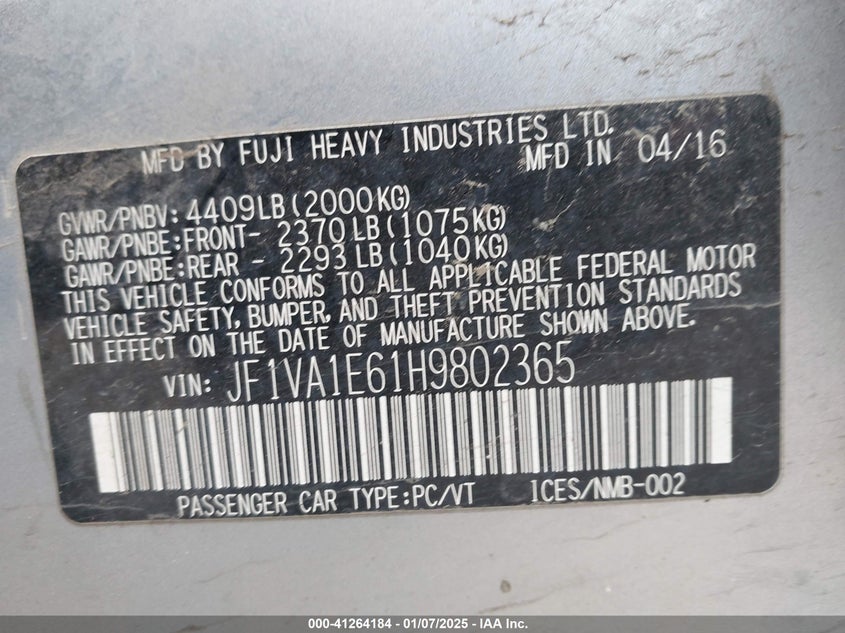 MFD BY FUJI HEAVY INDUSTRIES LTD.
MFD IN 04/16
GVWR/PNBV: 4409LB(2000KG)
GAWR/PNBE:FRONT- 2370LB(1075KG)
GAWR/PNBE:REAR - 2293LB(1040KG)
THIS VEHICLE CONFORMS TO ALL APPLICABLE FEDERAL MOTOR
VEHICLE SAFETY, BUMPER, AND THEFT PREVENTION STANDARDS
IN EFFECT ON THE DATE OF MANUFACTURE SHOWN ABOVE.
VIN: JF1VA1E61H9802365
PASSENGER CAR TYPE:PC/VT ICES/NMB-002
000-41264184 - 01/07/2025 - IAA Inc.